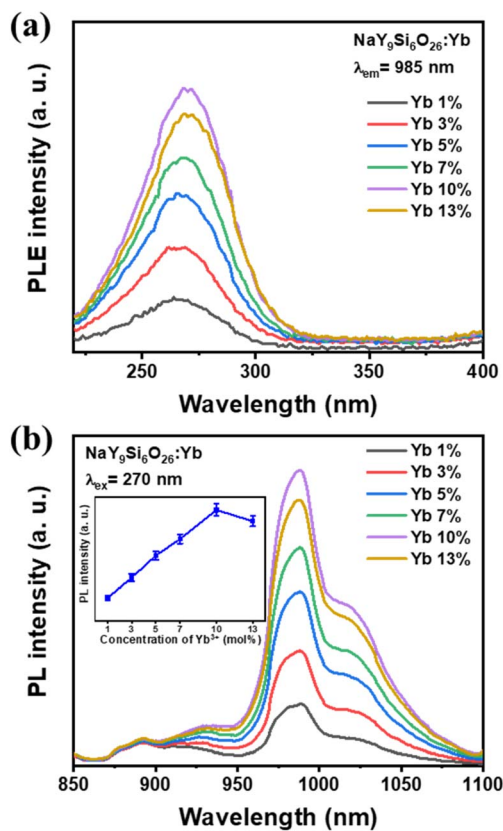 (a)
NaY₉Si₆O₂₆:Yb
λem= 985 nm
Yb 1%
Yb 3%
Yb 5%
Yb 7%
Yb 10%
Yb 13%
PLE intensity (a. u.)
250 300 350 400
Wavelength (nm)
(b)
NaY₉Si₆O₂₆:Yb
λex= 270 nm
Yb 1%
Yb 3%
Yb 5%
Yb 7%
Yb 10%
Yb 13%
PL intensity (a. u.)
1 3 5 7 10 13
Concentration of Yb³⁺ (mol%)
PL intensity (a. u.)
850 900 950 1000 1050 1100
Wavelength (nm)